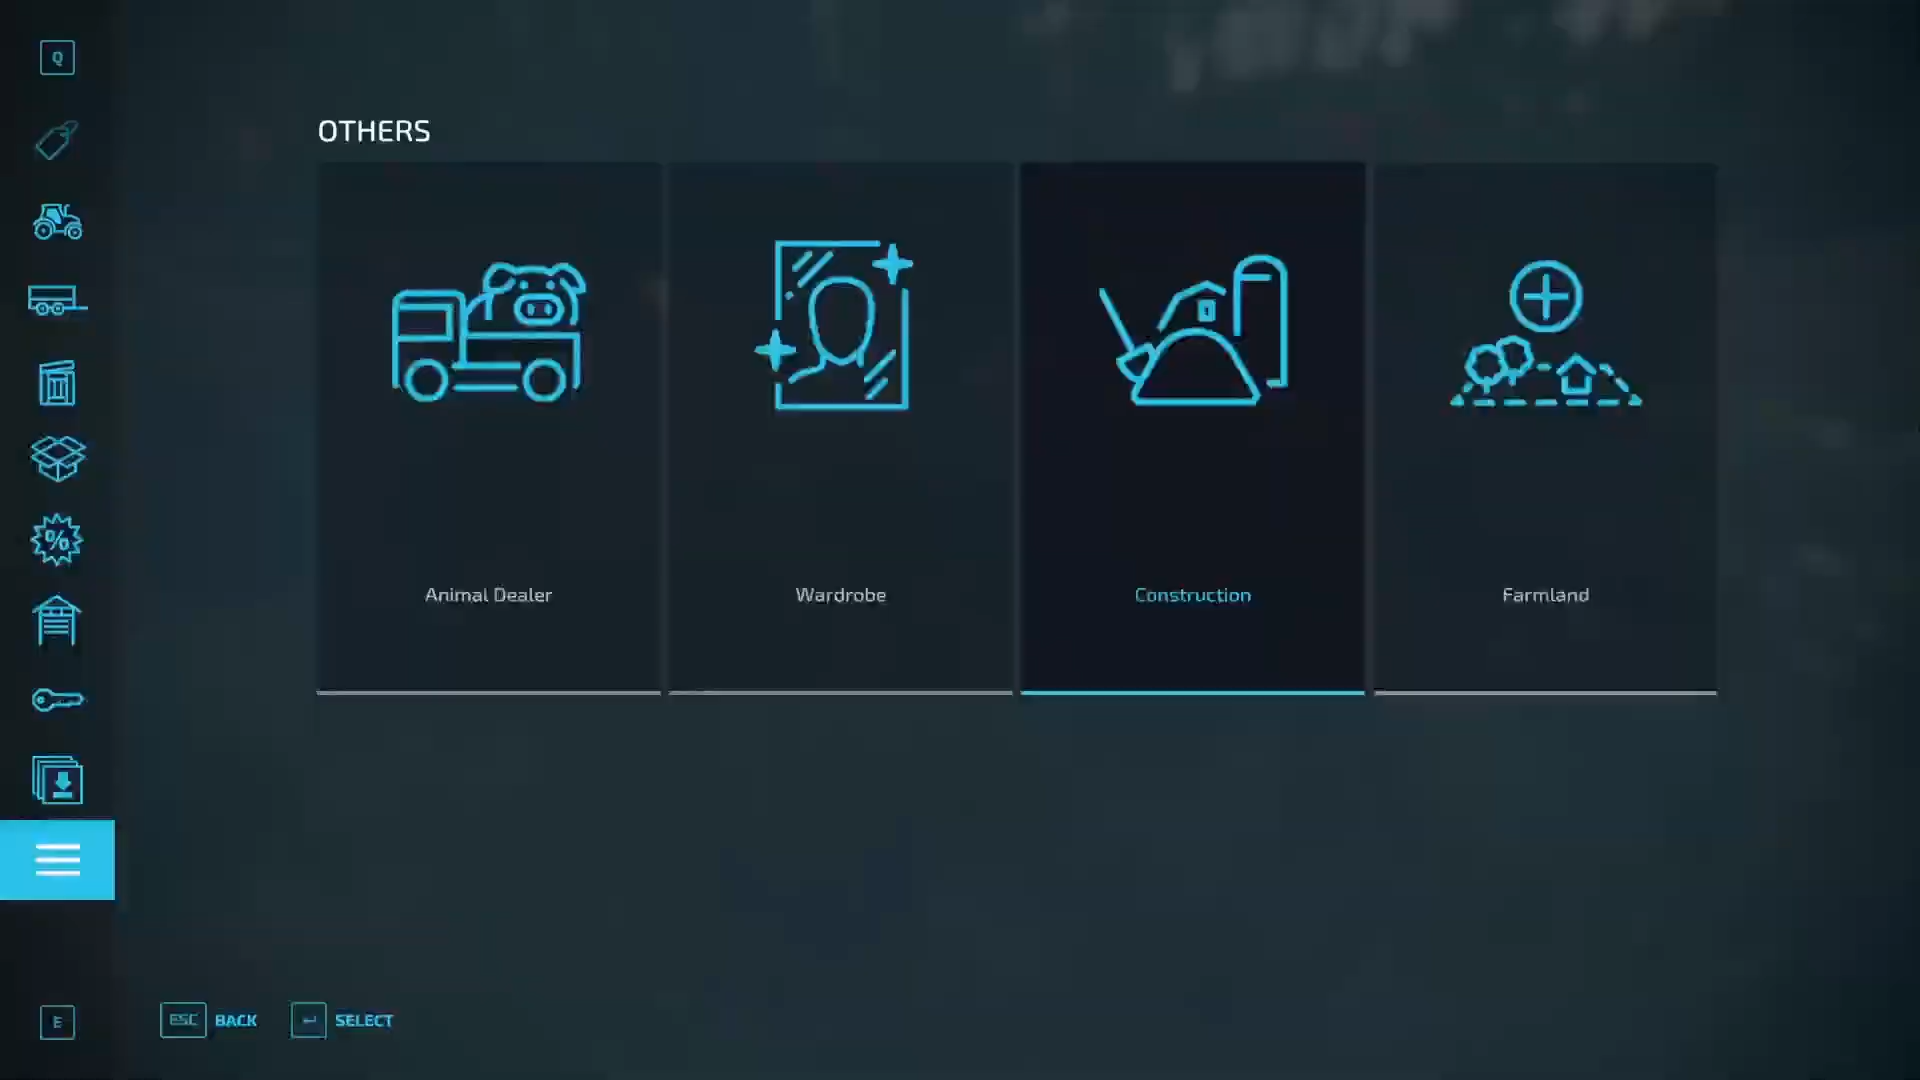 Q
OTHERS
%
Animal Dealer
Wardrobe
Construction
Farmland
E
ESC BACK
SELECT